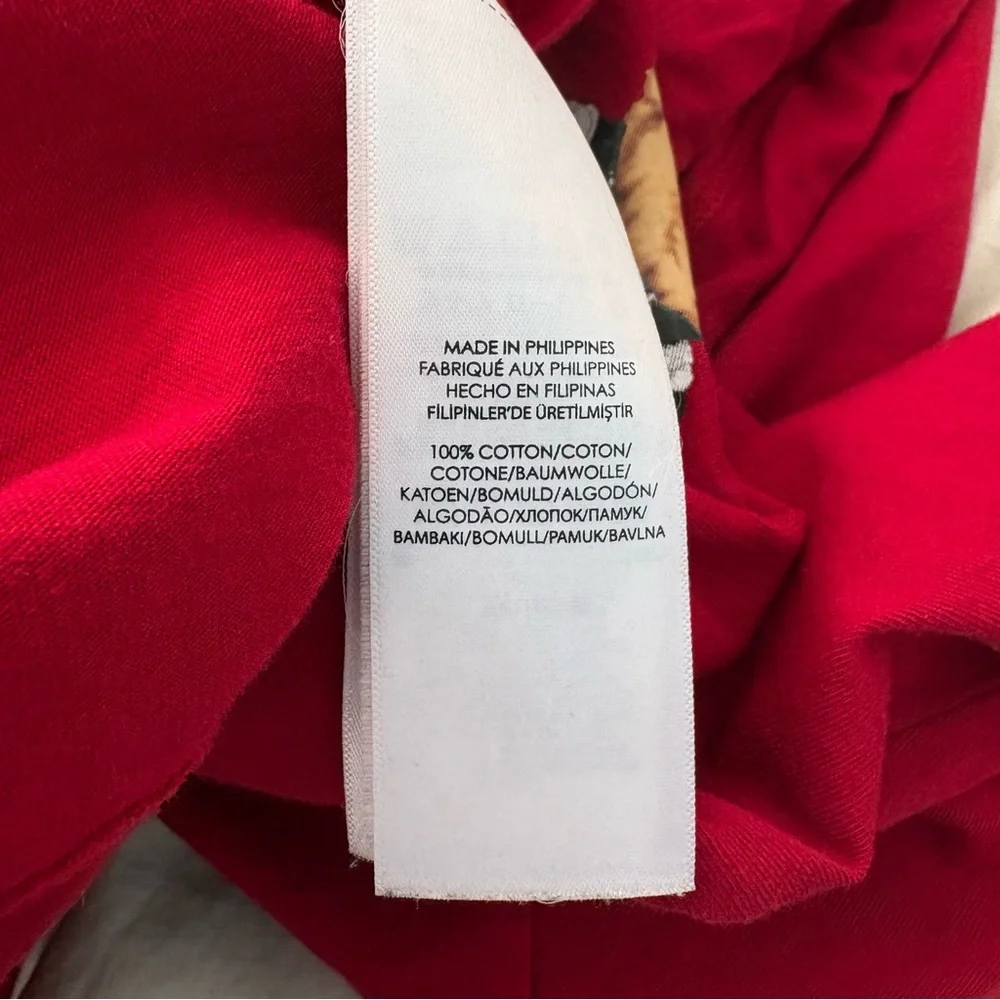 MADE IN PHILIPPINES
FABRIQUÉ AUX PHILIPPINES
HECHO EN FILIPINAS
FİLİPİNLER'DE ÜRETİLMİŞTİR
100% COTTON/COTON/
COTONE/BAUMWOLLE/
KATOEN/BOMULD/ALGODÓN/
ALGODÃO/ХЛОПОК/ПАМУК/
BAMBAKI/BOMULL/PAMUK/BAVLNA